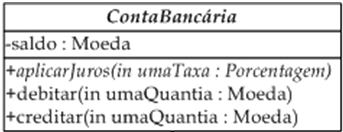 ContaBancária
-saldo : Moeda
+aplicarJuros(in umaTaxa : Porcentagem)
+debitar(in umaQuantia : Moeda)
+creditar(in umaQuantia : Moeda)